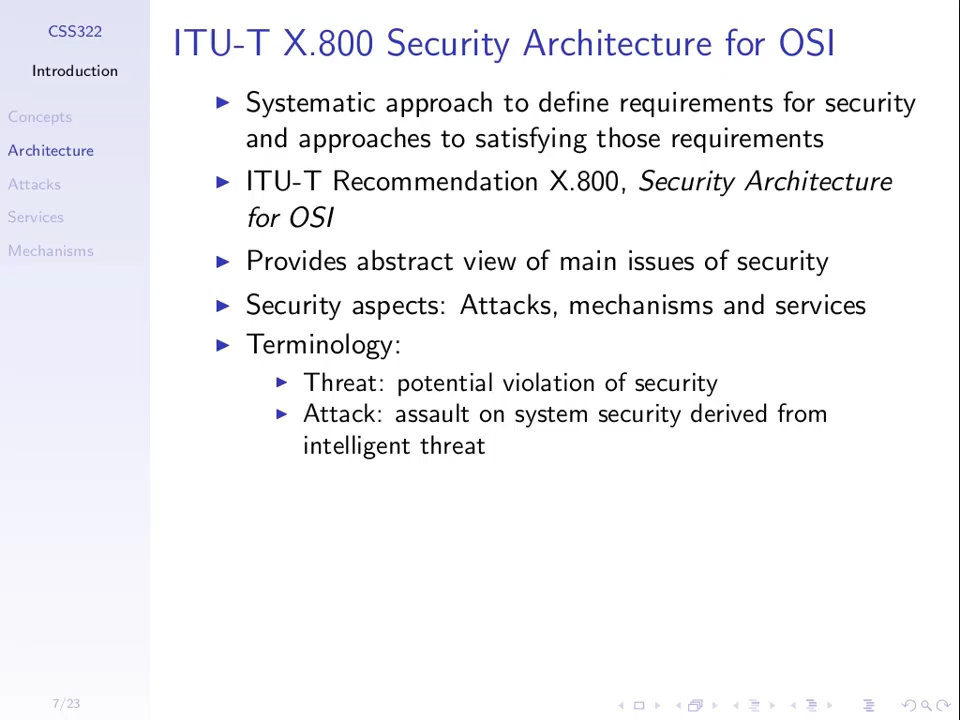 CSS322
Introduction
Concepts
Architecture
Attacks
Services
Mechanisms
7/23
ITU-T X.800 Security Architecture for OSI
Systematic approach to define requirements for security
and approaches to satisfying those requirements
ITU-T Recommendation X.800, Security Architecture
for OSI
Provides abstract view of main issues of security
Security aspects: Attacks, mechanisms and services
Terminology:
Threat: potential violation of security
Attack: assault on system security derived from
intelligent threat